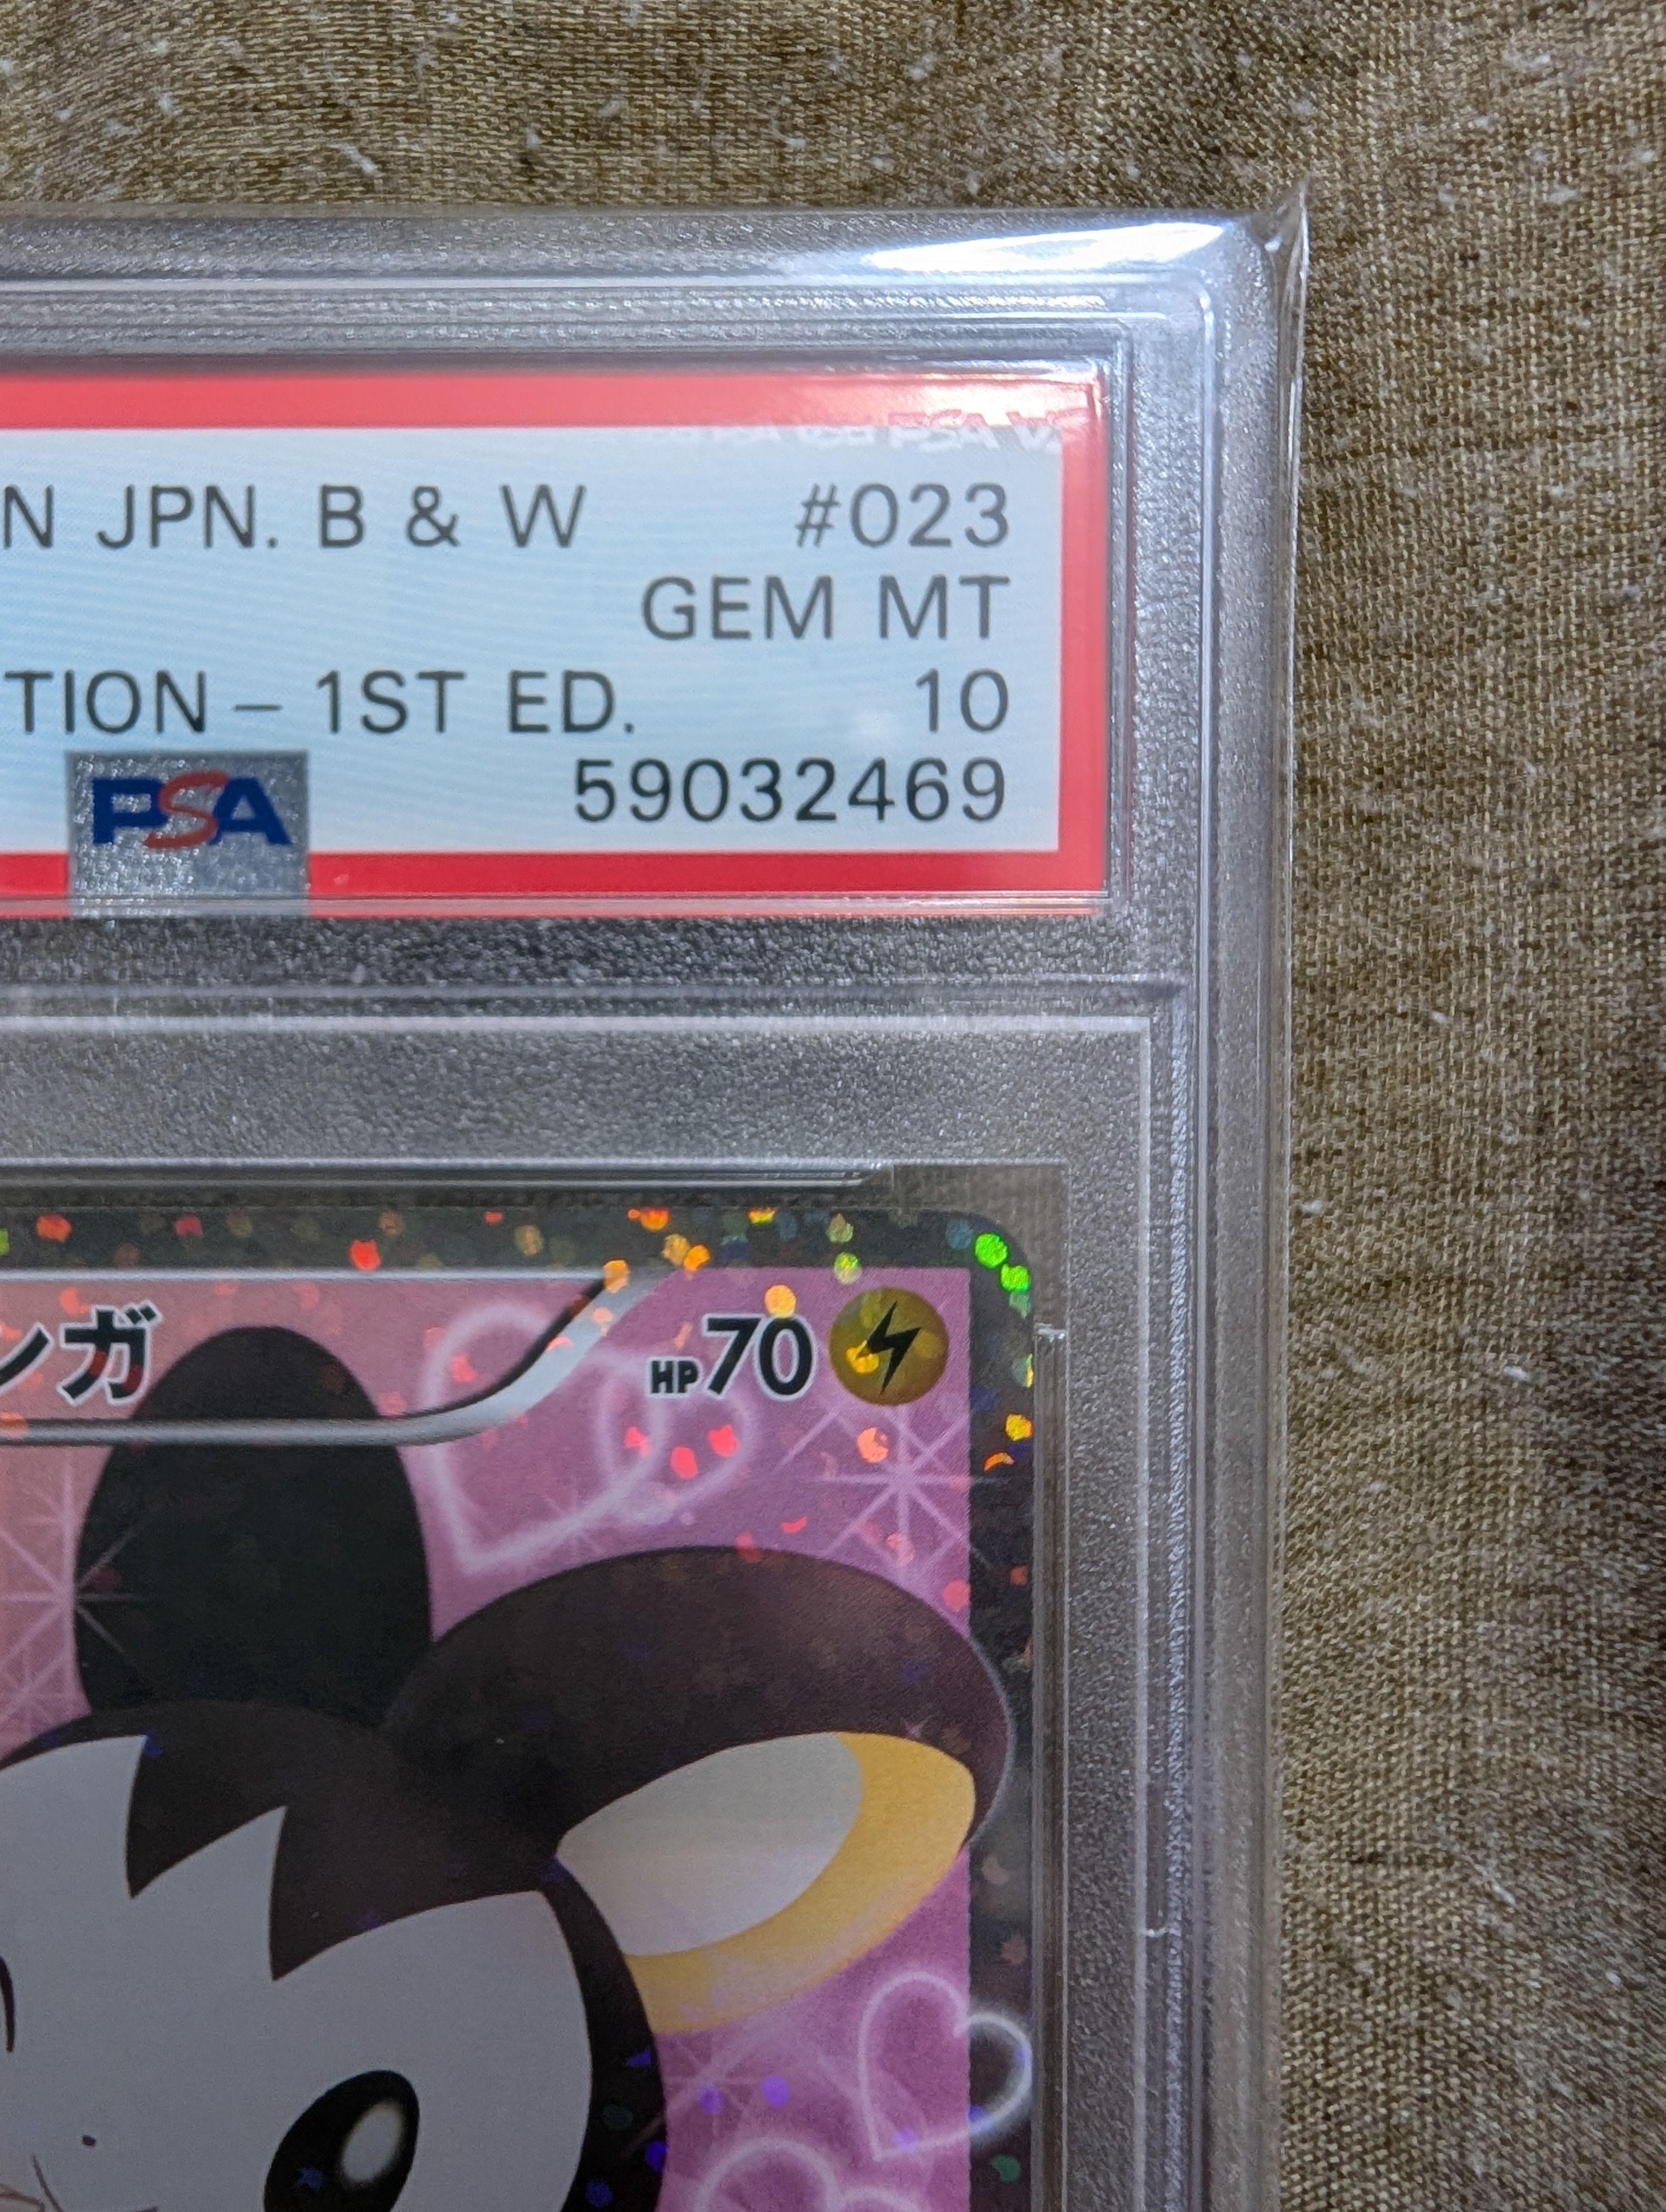 N JPN. B & W #023
GEM MT
TION – 1ST ED. 10
PSA 59032469
ンガ HP70